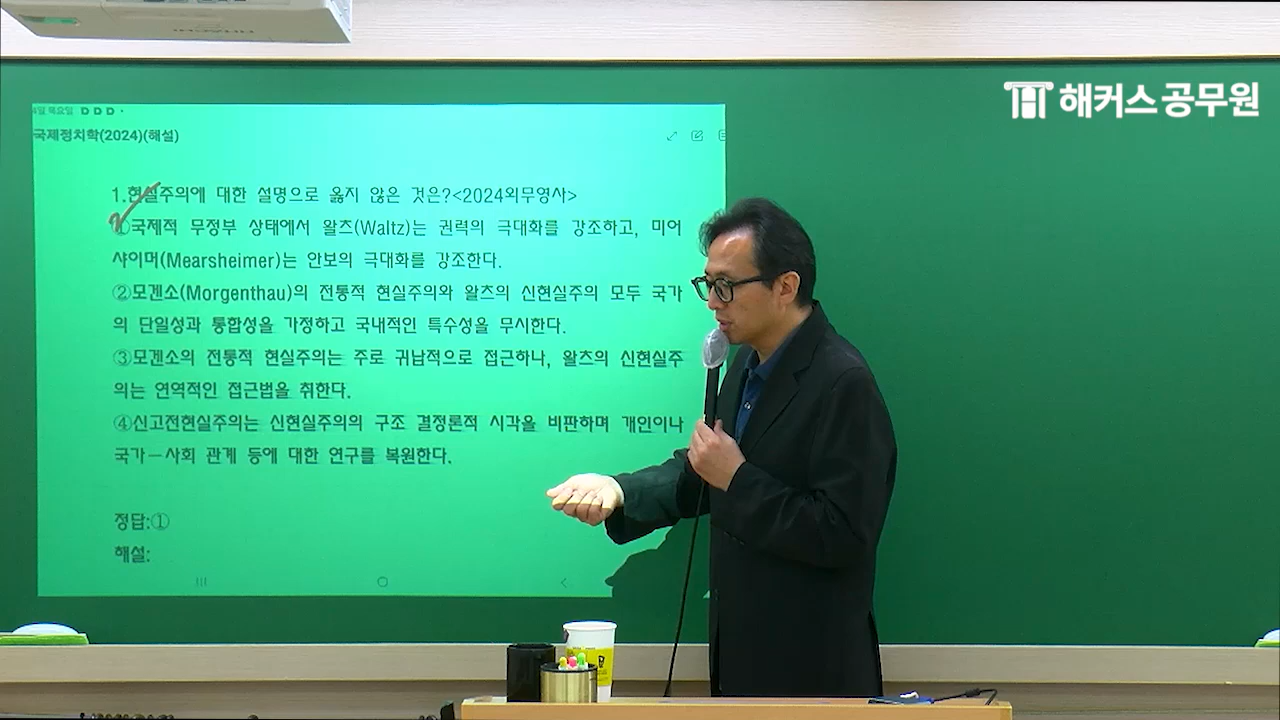 해커스공무원
4일 목요일 D D D •
국제정치학(2024)(해설)
1.현실주의에 대한 설명으로 옳지 않은 것은?<2024외무영사>
①국제적 무정부 상태에서 왈츠(Waltz)는 권력의 극대화를 강조하고, 미어
샤이머(Mearsheimer)는 안보의 극대화를 강조한다.
②모겐소(Morgenthau)의 전통적 현실주의와 왈츠의 신현실주의 모두 국가
의 단일성과 통합성을 가정하고 국내적인 특수성을 무시한다.
③모겐소의 전통적 현실주의는 주로 귀납적으로 접근하나, 왈츠의 신현실주
의는 연역적인 접근법을 취한다.
④신고전현실주의는 신현실주의의 구조 결정론적 시각을 비판하며 개인이나
국가-사회 관계 등에 대한 연구를 복원한다.
정답:①
해설: